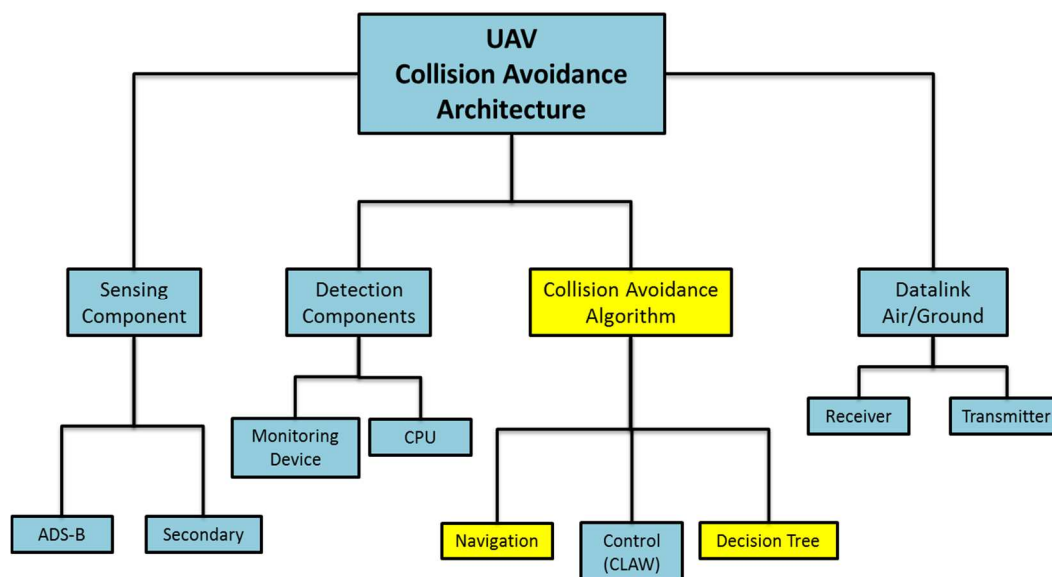 UAV
Collision Avoidance
Architecture
Sensing
Component
Detection
Components
Collision Avoidance
Algorithm
Datalink
Air/Ground
Monitoring
Device
CPU
Receiver
Transmitter
ADS-B
Secondary
Navigation
Control
(CLAW)
Decision Tree